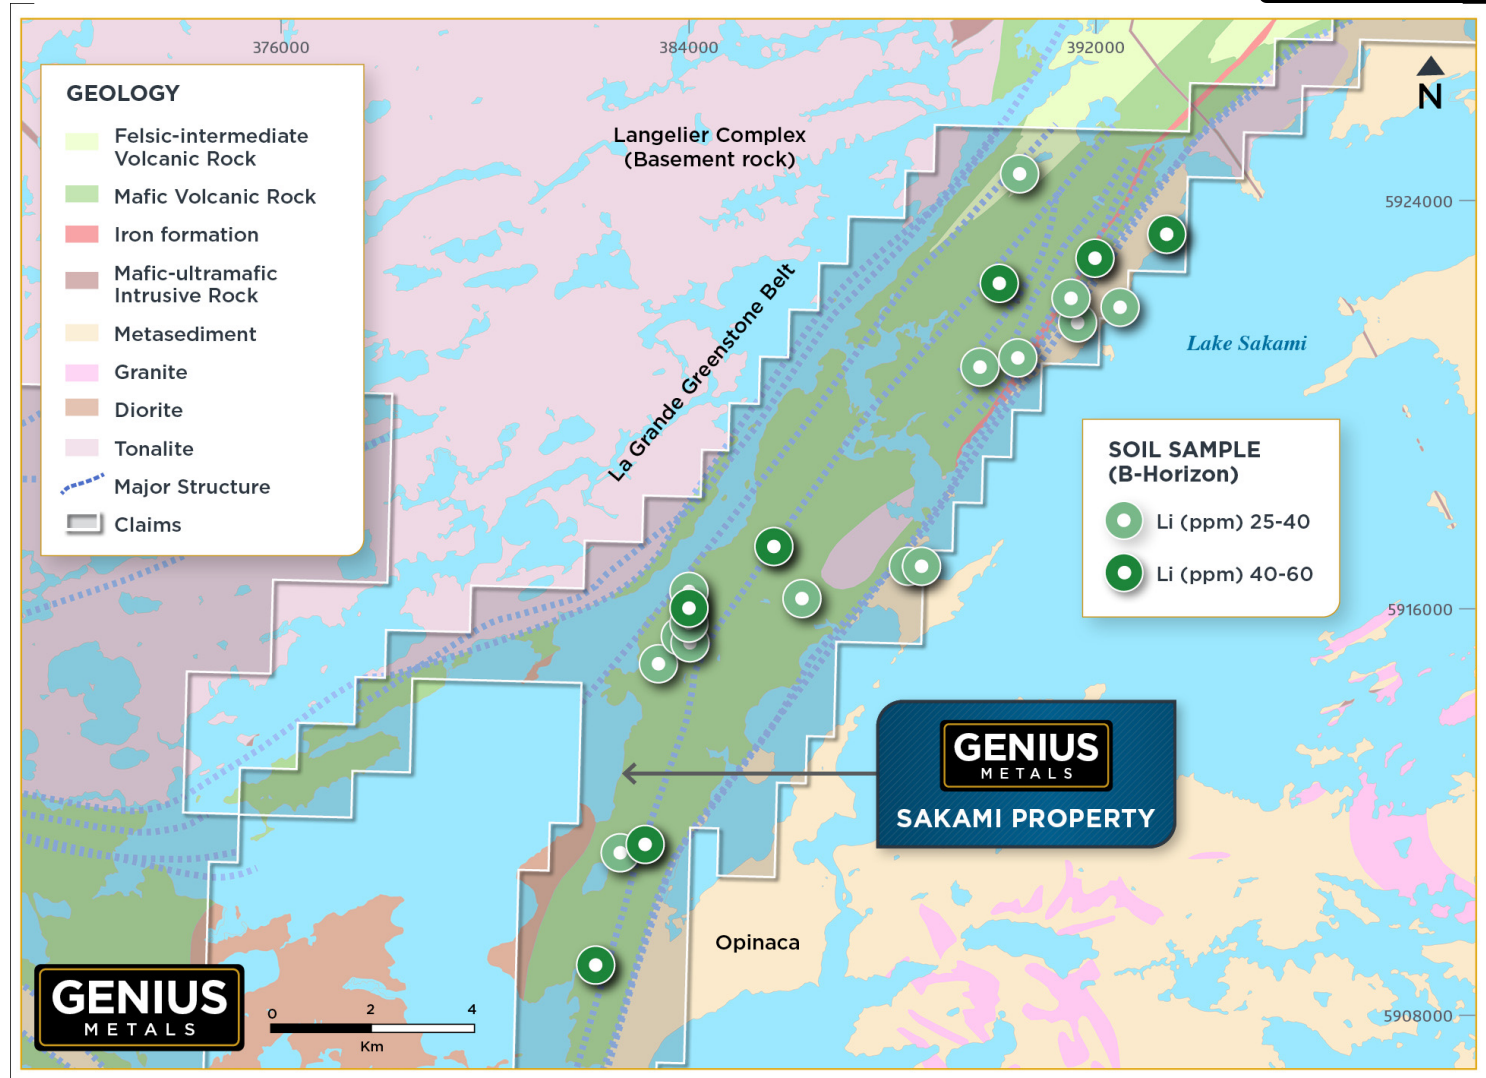 376000
384000
392000
GEOLOGY
Felsic-intermediate
Volcanic Rock
Mafic Volcanic Rock
Iron formation
Mafic-ultramafic
Intrusive Rock
Metasediment
Granite
Diorite
Tonalite
Major Structure
Claims
Langelier Complex
(Basement rock)
La Grande Greenstone Belt
N
5924000
Lake Sakami
SOIL SAMPLE
(B-Horizon)
Li (ppm) 25-40
Li (ppm) 40-60
5916000
GENIUS
METALS
SAKAMI PROPERTY
Opinaca
GENIUS
METALS
0 2 4
Km
5908000